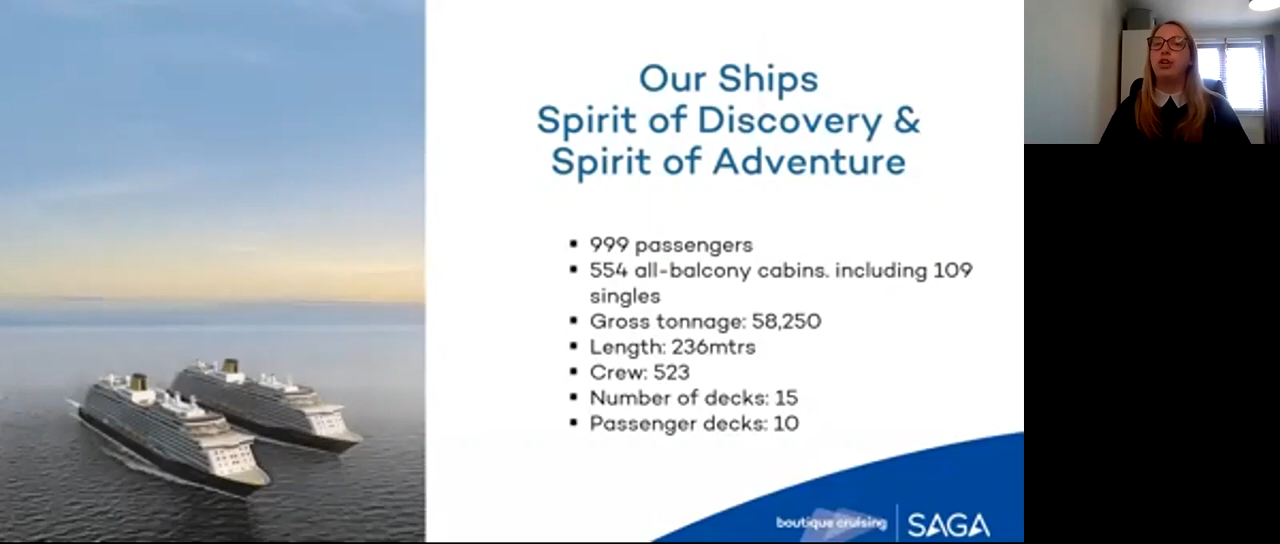 Our Ships
Spirit of Discovery &
Spirit of Adventure
▪ 999 passengers
▪ 554 all-balcony cabins. including 109
singles
▪ Gross tonnage: 58,250
▪ Length: 236mtrs
▪ Crew: 523
▪ Number of decks: 15
▪ Passenger decks: 10
boutique cruising | SAGA